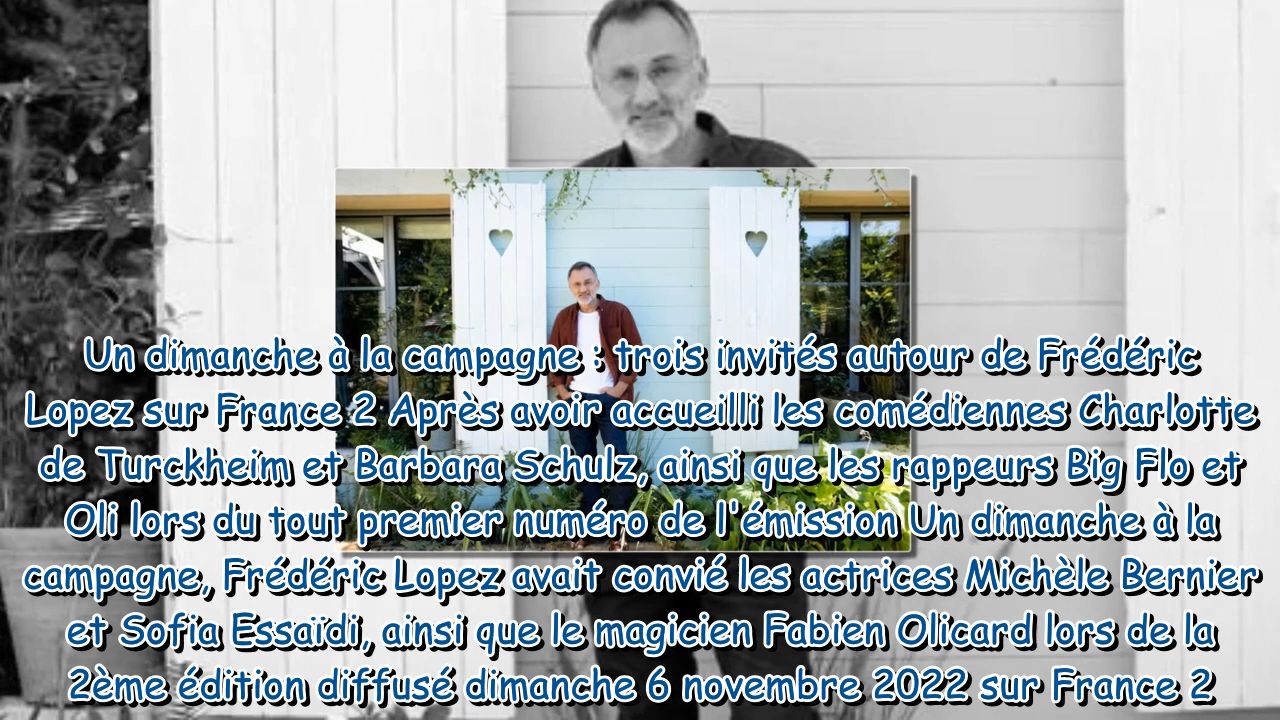 Un dimanche à la campagne : trois invités autour de Frédéric
Lopez sur France 2 Après avoir accueilli les comédiennes Charlotte
de Turckheim et Barbara Schulz, ainsi que les rappeurs Big Flo et
Oli lors du tout premier numéro de l'émission Un dimanche à la
campagne, Frédéric Lopez avait convié les actrices Michèle Bernier
et Sofia Essaïdi, ainsi que le magicien Fabien Olicard lors de la
2ème édition diffusé dimanche 6 novembre 2022 sur France 2